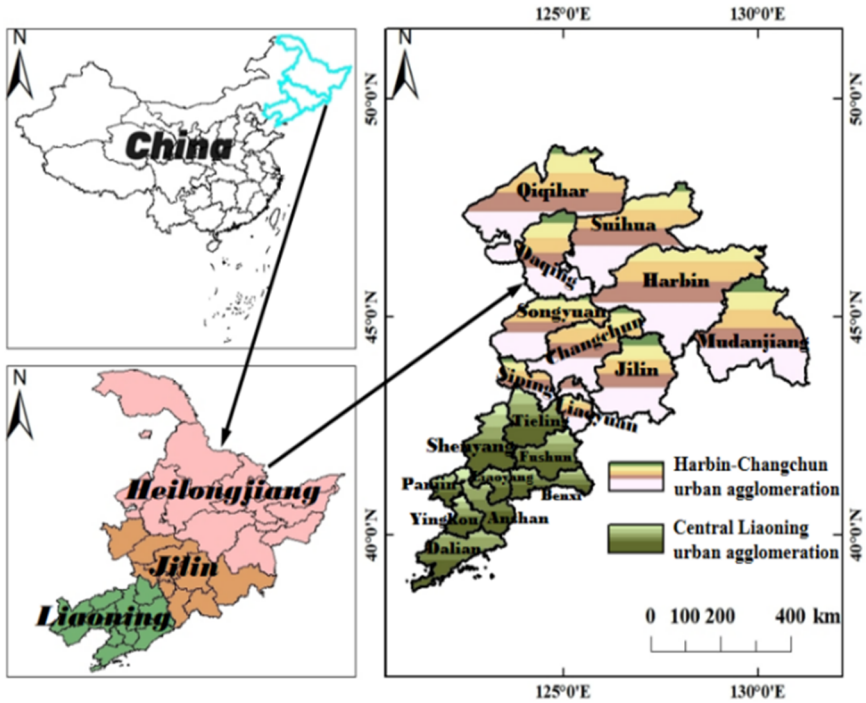 N
China
N
Heilongjiang
Jilin
Liaoning
125°0'E
130°0'E
N
50°0'N
50°0'N
Qiqihar
Suihua
Daqing
Harbin
45°0'N
Songyuan
45°0'N
Changchun
Mudanjiang
Jilin
Siping
Liaoyuan
Tieling
Shenyang
Fushun
Harbin-Changchun
urban agglomeration
Panjin
Liaoyang
Benxi
Yingkou
Anshan
Central Liaoning
urban agglomeration
40°0'N
Dalian
40°0'N
0 100 200 400 km
125°0'E
130°0'E